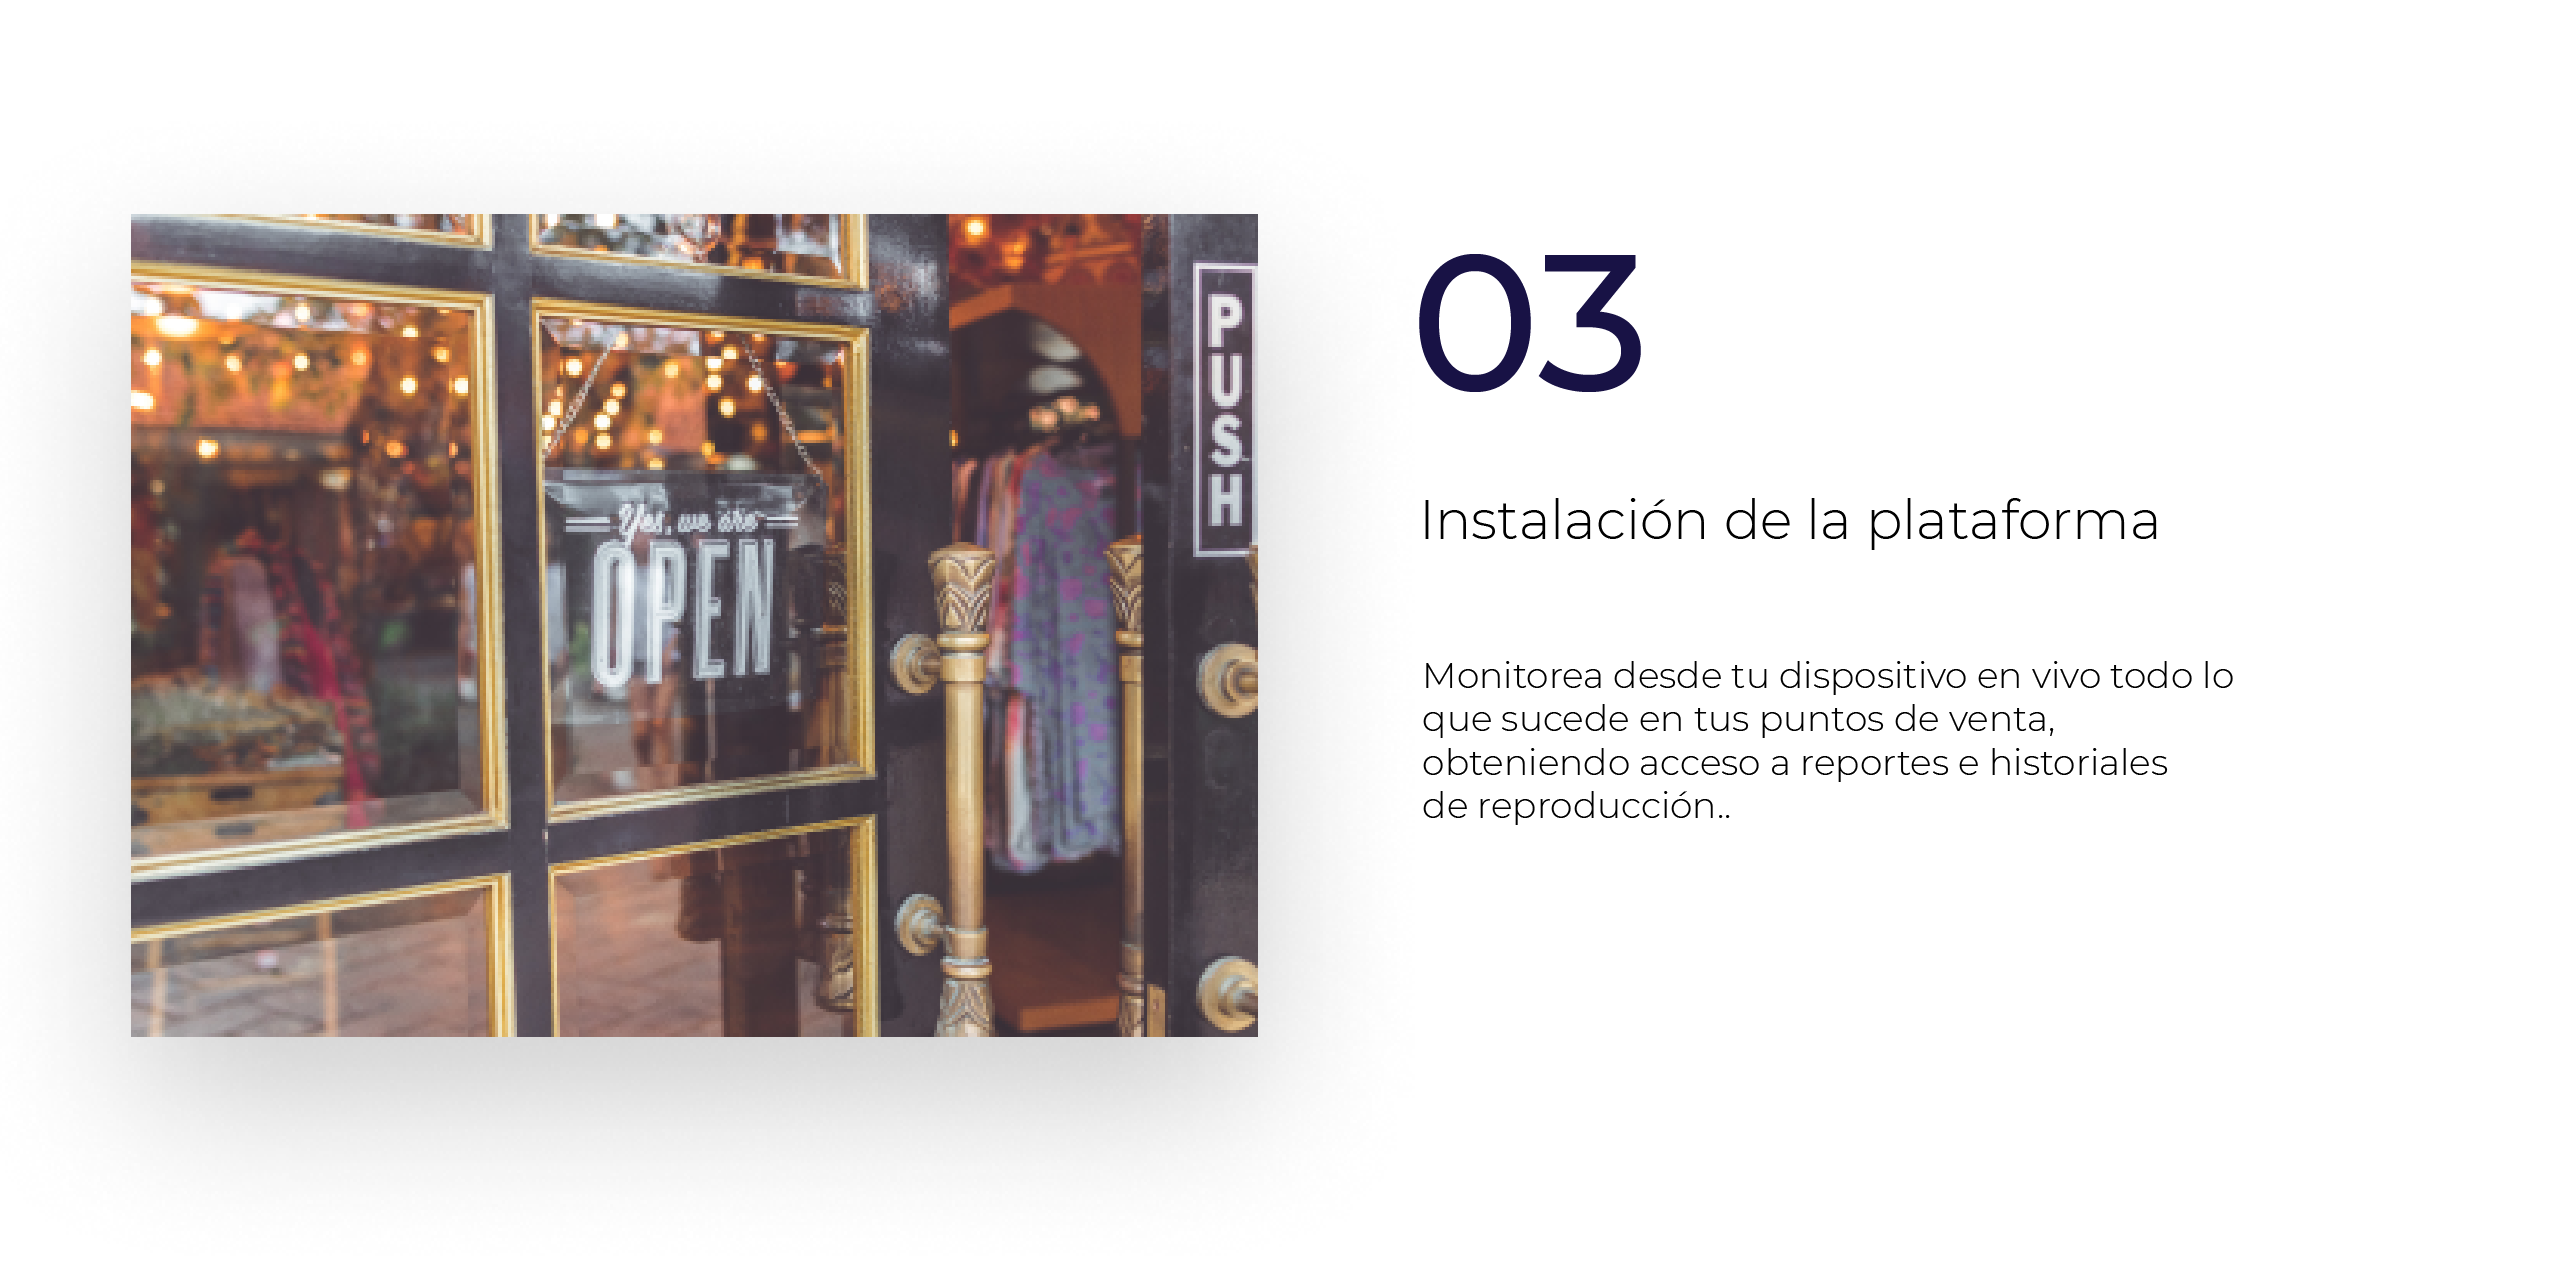 Yes, we are
OPEN
PUSH
03
Instalación de la plataforma
Monitorea desde tu dispositivo en vivo todo lo
que sucede en tus puntos de venta,
obteniendo acceso a reportes e historiales
de reproducción..